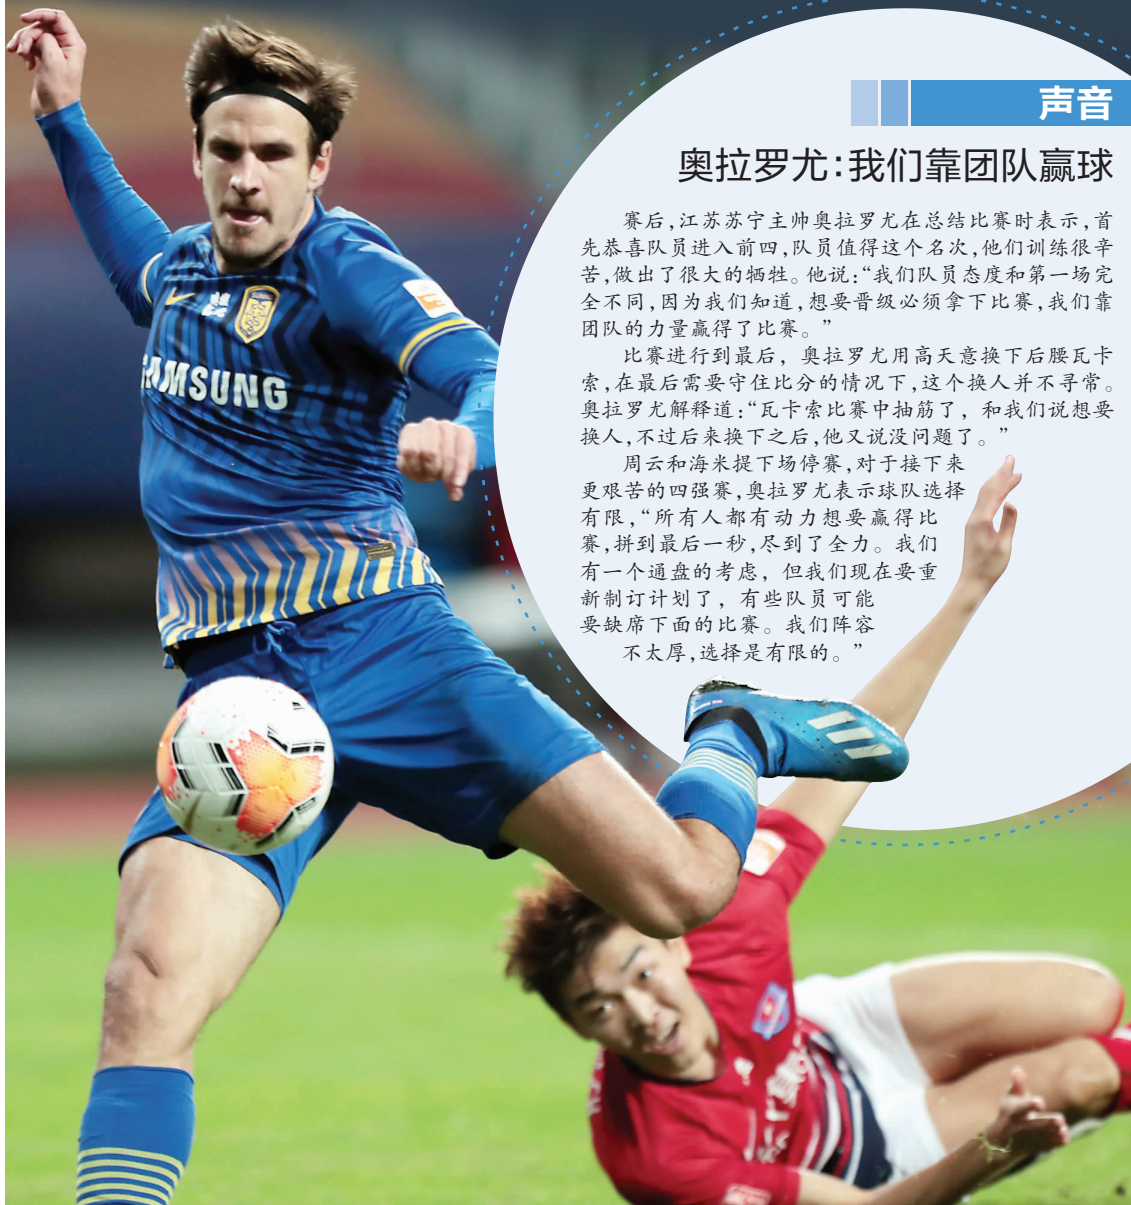 声音
奥拉罗尤:我们靠团队赢球
赛后,江苏苏宁主帅奥拉罗尤在总结比赛时表示,首
先恭喜队员进入前四,队员值得这个名次,他们训练很辛
苦,做出了很大的牺牲。他说:“我们队员态度和第一场完
全不同,因为我们知道,想要晋级必须拿下比赛,我们靠
团队的力量赢得了比赛。”
比赛进行到最后，奥拉罗尤用高天意换下后腰瓦卡
索,在最后需要守住比分的情况下,这个换人并不寻常。
奥拉罗尤解释道:“瓦卡索比赛中抽筋了，和我们说想要
换人,不过后来换下之后,他又说没问题了。”
周云和海米提下场停赛,对于接下来
更艰苦的四强赛,奥拉罗尤表示球队选择
有限,“所有人都有动力想要赢得比
赛,拼到最后一秒,尽到了全力。我们
有一个通盘的考虑，但我们现在要重
新制订计划了，有些队员可能
要缺席下面的比赛。我们阵容
不太厚,选择是有限的。”
SAMSUNG